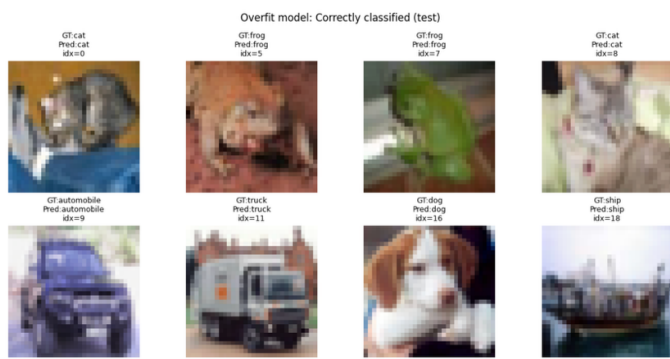 Overfit model: Correctly classified (test)
GT:cat
Pred:cat
idx=0
GT:frog
Pred:frog
idx=5
GT:frog
Pred:frog
idx=7
GT:cat
Pred:cat
idx=8
GT:automobile
Pred:automobile
idx=9
GT:truck
Pred:truck
idx=11
GT:dog
Pred:dog
idx=16
GT:ship
Pred:ship
idx=18